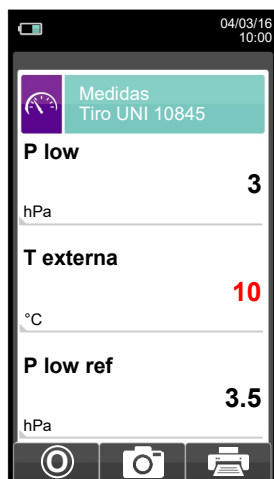 04/03/16
10:00
Medidas
Tiro UNI 10845
P low
3
hPa
T externa
10
°C
P low ref
3.5
hPa